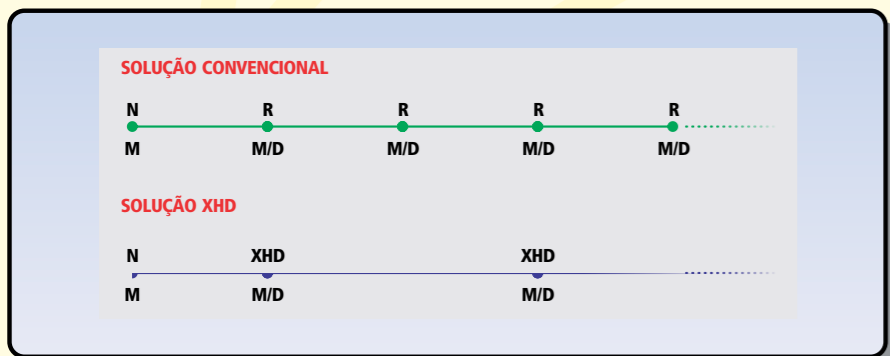 SOLUÇÃO CONVENCIONAL
N R R R R
M M/D M/D M/D M/D
SOLUÇÃO XHD
N XHD XHD
M M/D M/D